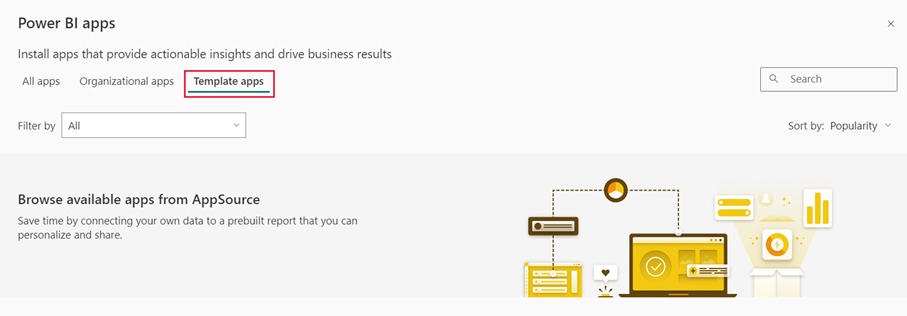 Power BI apps
Install apps that provide actionable insights and drive business results
All apps Organizational apps Template apps
Search
Filter by All
Sort by: Popularity
Browse available apps from AppSource
Save time by connecting your own data to a prebuilt report that you can
personalize and share.